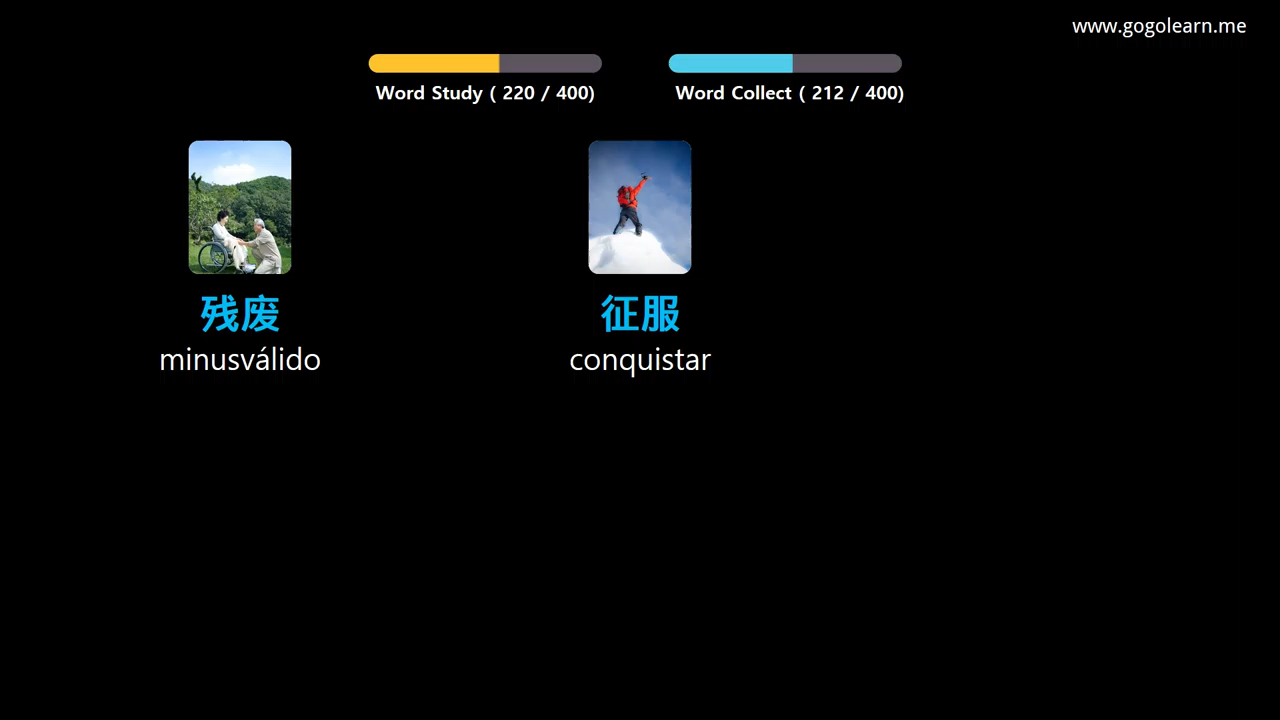 www.gogolearn.me
Word Study ( 220 / 400)
Word Collect ( 212 / 400)
残废
minusválido
征服
conquistar